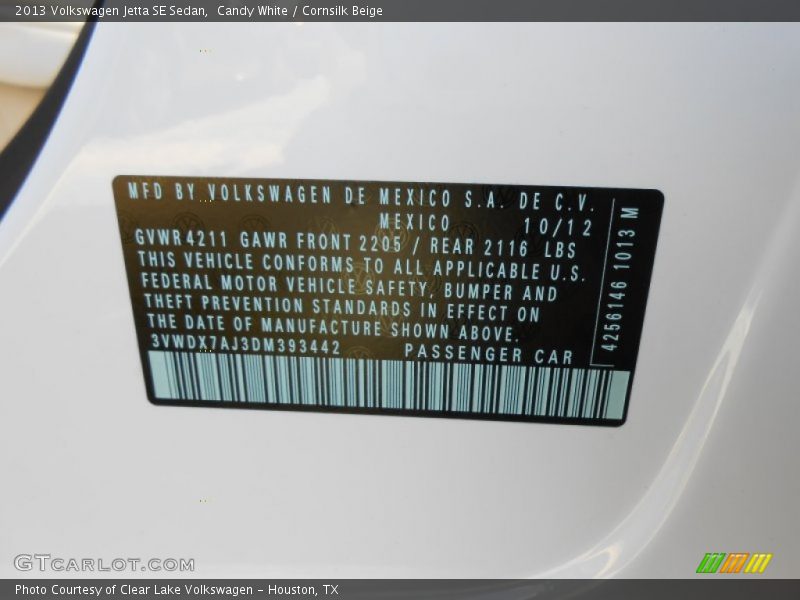 2013 Volkswagen Jetta SE Sedan, Candy White / Cornsilk Beige
MFD BY VOLKSWAGEN DE MEXICO S.A. DE C.V.
MEXICO 10/12
GVWR4211 GAWR FRONT 2205 / REAR 2116 LBS
THIS VEHICLE CONFORMS TO ALL APPLICABLE U.S.
FEDERAL MOTOR VEHICLE SAFETY, BUMPER AND
THEFT PREVENTION STANDARDS IN EFFECT ON
THE DATE OF MANUFACTURE SHOWN ABOVE.
3VWDX7AJ3DM393442 PASSENGER CAR
4256146 1013 M
GTCARLOT.COM
Photo Courtesy of Clear Lake Volkswagen - Houston, TX